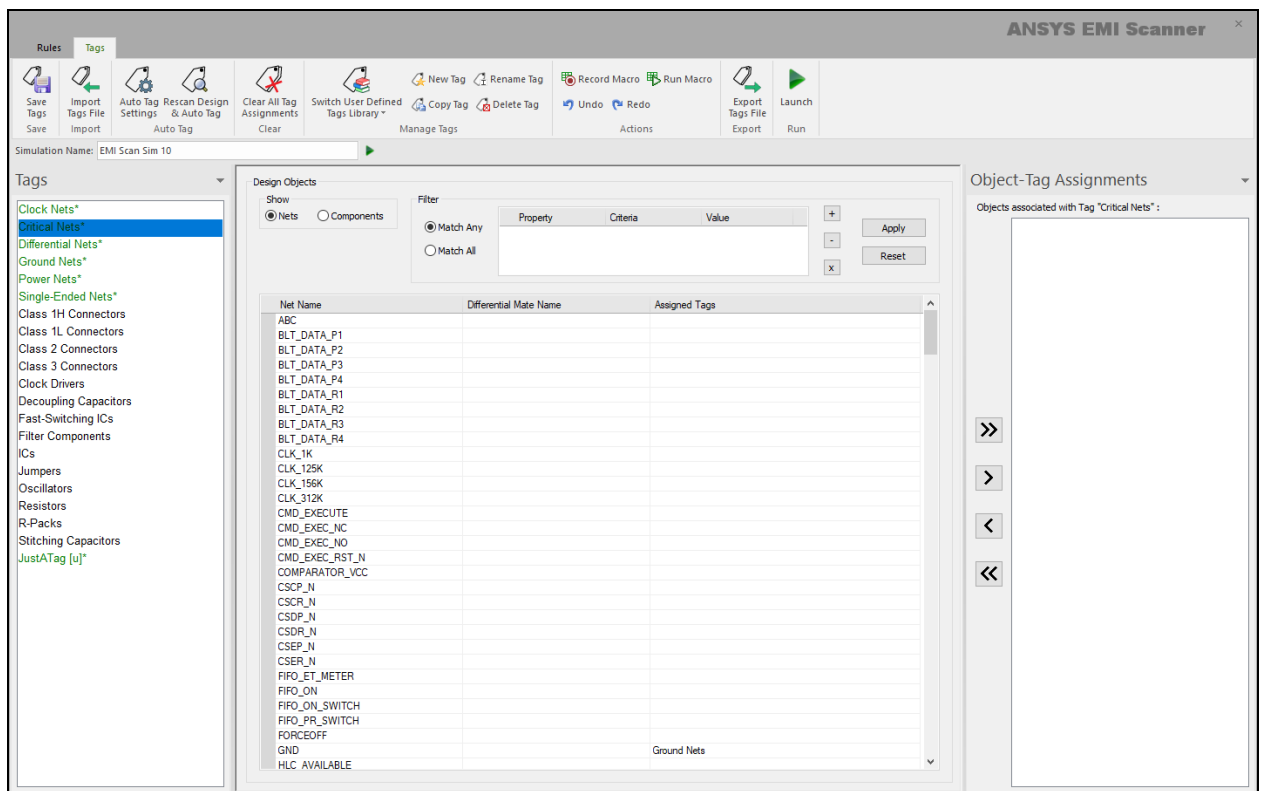 ANSYS EMI Scanner ×
Rules Tags
New Tag Rename Tag Record Macro Run Macro
Save Tags Import Tags File Auto Tag Settings Rescan Design & Auto Tag Clear All Tag Assignments Switch User Defined Tags Library Copy Tag Delete Tag Undo Redo Export Tags File Launch
Save Import Auto Tag Clear Manage Tags Actions Export Run
Simulation Name: EMI Scan Sim 10
Tags
Clock Nets*
Critical Nets*
Differential Nets*
Ground Nets*
Power Nets*
Single-Ended Nets*
Class 1H Connectors
Class 1L Connectors
Class 2 Connectors
Class 3 Connectors
Clock Drivers
Decoupling Capacitors
Fast-Switching ICs
Filter Components
ICs
Jumpers
Oscillators
Resistors
R-Packs
Stitching Capacitors
JustATag [u]*
Design Objects
Show
Nets Components
Filter
Match Any
Match All
Property Criteria Value
+
-
x
Apply
Reset
Net Name Differential Mate Name Assigned Tags
ABC
BLT_DATA_P1
BLT_DATA_P2
BLT_DATA_P3
BLT_DATA_P4
BLT_DATA_R1
BLT_DATA_R2
BLT_DATA_R3
BLT_DATA_R4
CLK_1K
CLK_125K
CLK_156K
CLK_312K
CMD_EXECUTE
CMD_EXEC_NC
CMD_EXEC_NO
CMD_EXEC_RST_N
COMPARATOR_VCC
CSCP_N
CSCR_N
CSDP_N
CSDR_N
CSEP_N
CSER_N
FIFO_ET_METER
FIFO_ON
FIFO_ON_SWITCH
FIFO_PR_SWITCH
FORCEOFF
GND Ground Nets
HLC_AVAILABLE
Object-Tag Assignments
Objects associated with Tag "Critical Nets" :
>>
>
<
<<